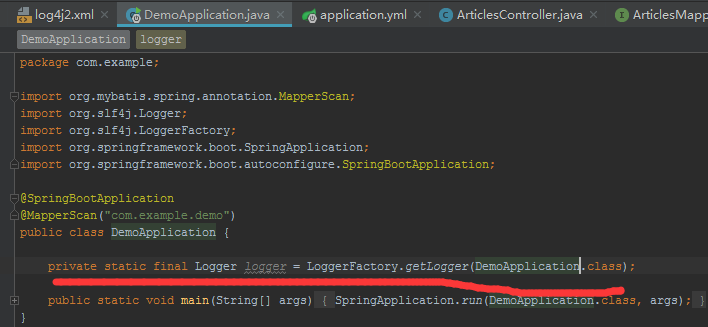 log4j2.xml DemoApplication.java application.yml ArticlesController.java ArticlesMapp
DemoApplication logger
package com.example;
import org.mybatis.spring.annotation.MapperScan;
import org.slf4j.Logger;
import org.slf4j.LoggerFactory;
import org.springframework.boot.SpringApplication;
import org.springframework.boot.autoconfigure.SpringBootApplication;
@SpringBootApplication
@MapperScan("com.example.demo")
public class DemoApplication {
private static final Logger logger = LoggerFactory.getLogger(DemoApplication.class);
public static void main(String[] args) { SpringApplication.run(DemoApplication.class, args); }
}